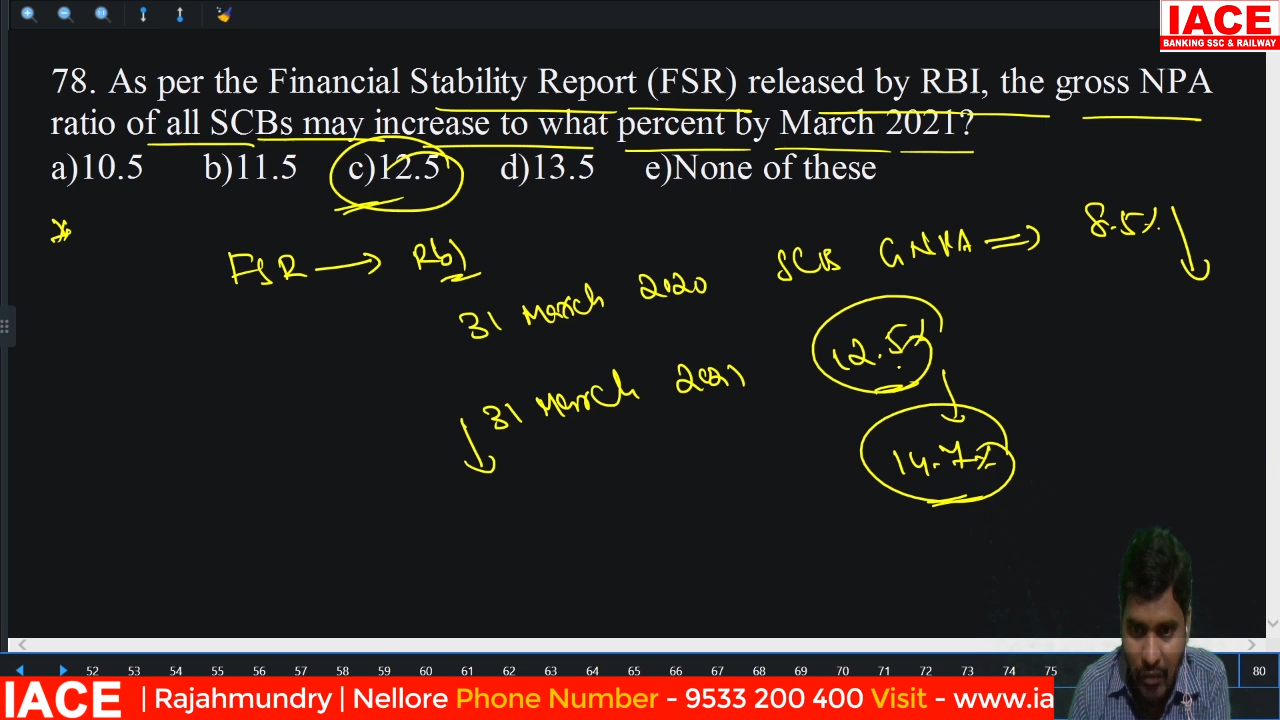 IACE
BANKING SSC & RAILWAY
78. As per the Financial Stability Report (FSR) released by RBI, the gross NPA
ratio of all SCBs may increase to what percent by March 2021?
a)10.5 b)11.5 c)12.5 d)13.5 e)None of these
FSR → RbI
31 March 2020 SCB GNPA ⇒ 8.5% ↓
31 March 2021 12.5%
14.7%
52 53 54 55 56 57 58 59 60 61 62 63 64 65 66 67 68 69 70 71 72 73 74 75 80
IACE | Rajahmundry | Nellore Phone Number - 9533 200 400 Visit - www.ia